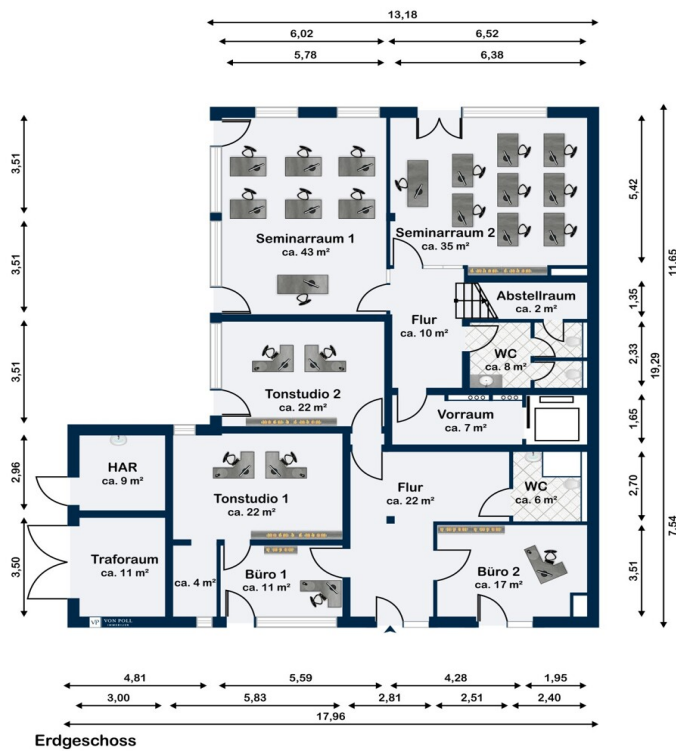 13,18
6,02
6,52
5,78
6,38
3,51
3,51
3,51
2,96
3,50
5,42
1,35
2,33
1,65
2,70
3,51
11,65
19,29
7,54
Seminarraum 1
ca. 43 m²
Seminarraum 2
ca. 35 m²
Abstellraum
ca. 2 m²
Flur
ca. 10 m²
WC
ca. 8 m²
Tonstudio 2
ca. 22 m²
Vorraum
ca. 7 m²
HAR
ca. 9 m²
Tonstudio 1
ca. 22 m²
Flur
ca. 22 m²
WC
ca. 6 m²
Traforaum
ca. 11 m²
ca. 4 m²
Büro 1
ca. 11 m²
Büro 2
ca. 17 m²
VP VON POLL
IMMOBILIEN
4,81
5,59
4,28
1,95
3,00
5,83
2,81
2,51
2,40
17,96
Erdgeschoss